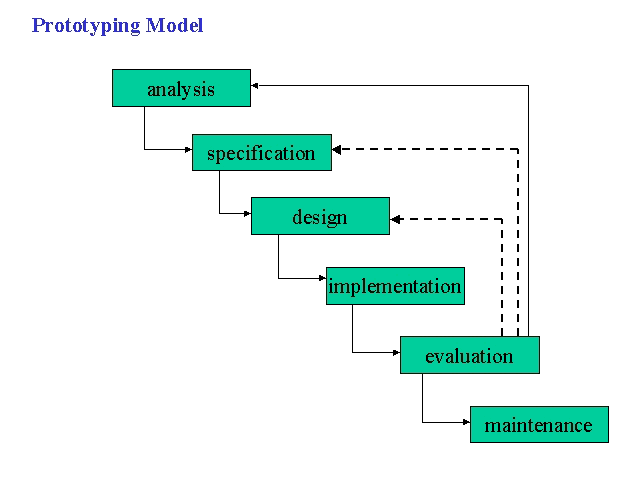 Prototyping Model
analysis
specification
design
implementation
evaluation
maintenance